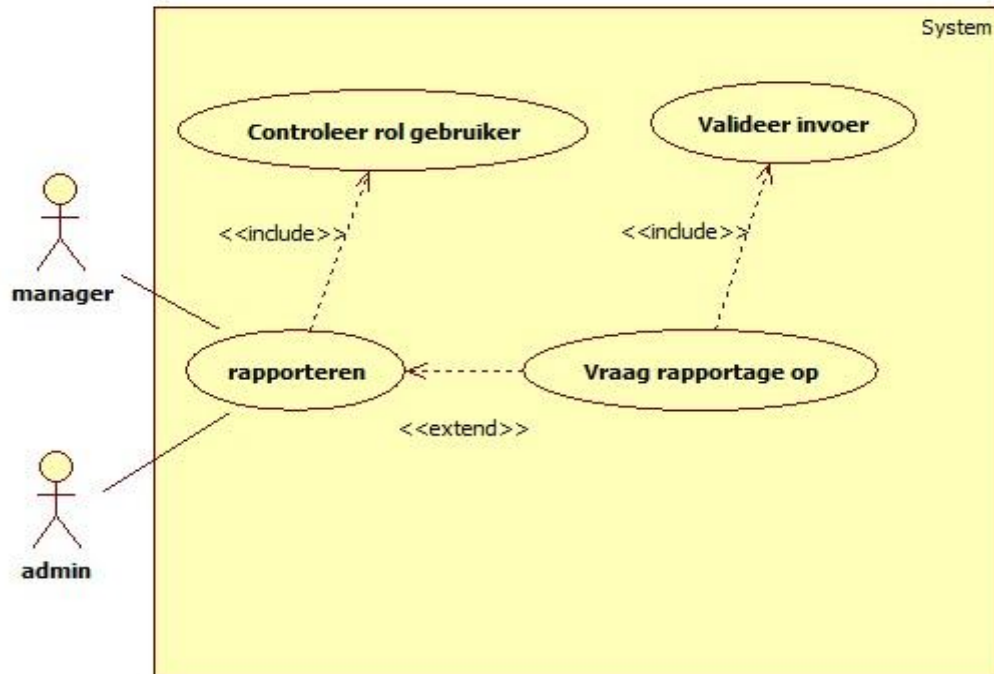 System
Controleer rol gebruiker
Valideer invoer
<<include>>
<<include>>
manager
rapporteren
Vraag rapportage op
<<extend>>
admin